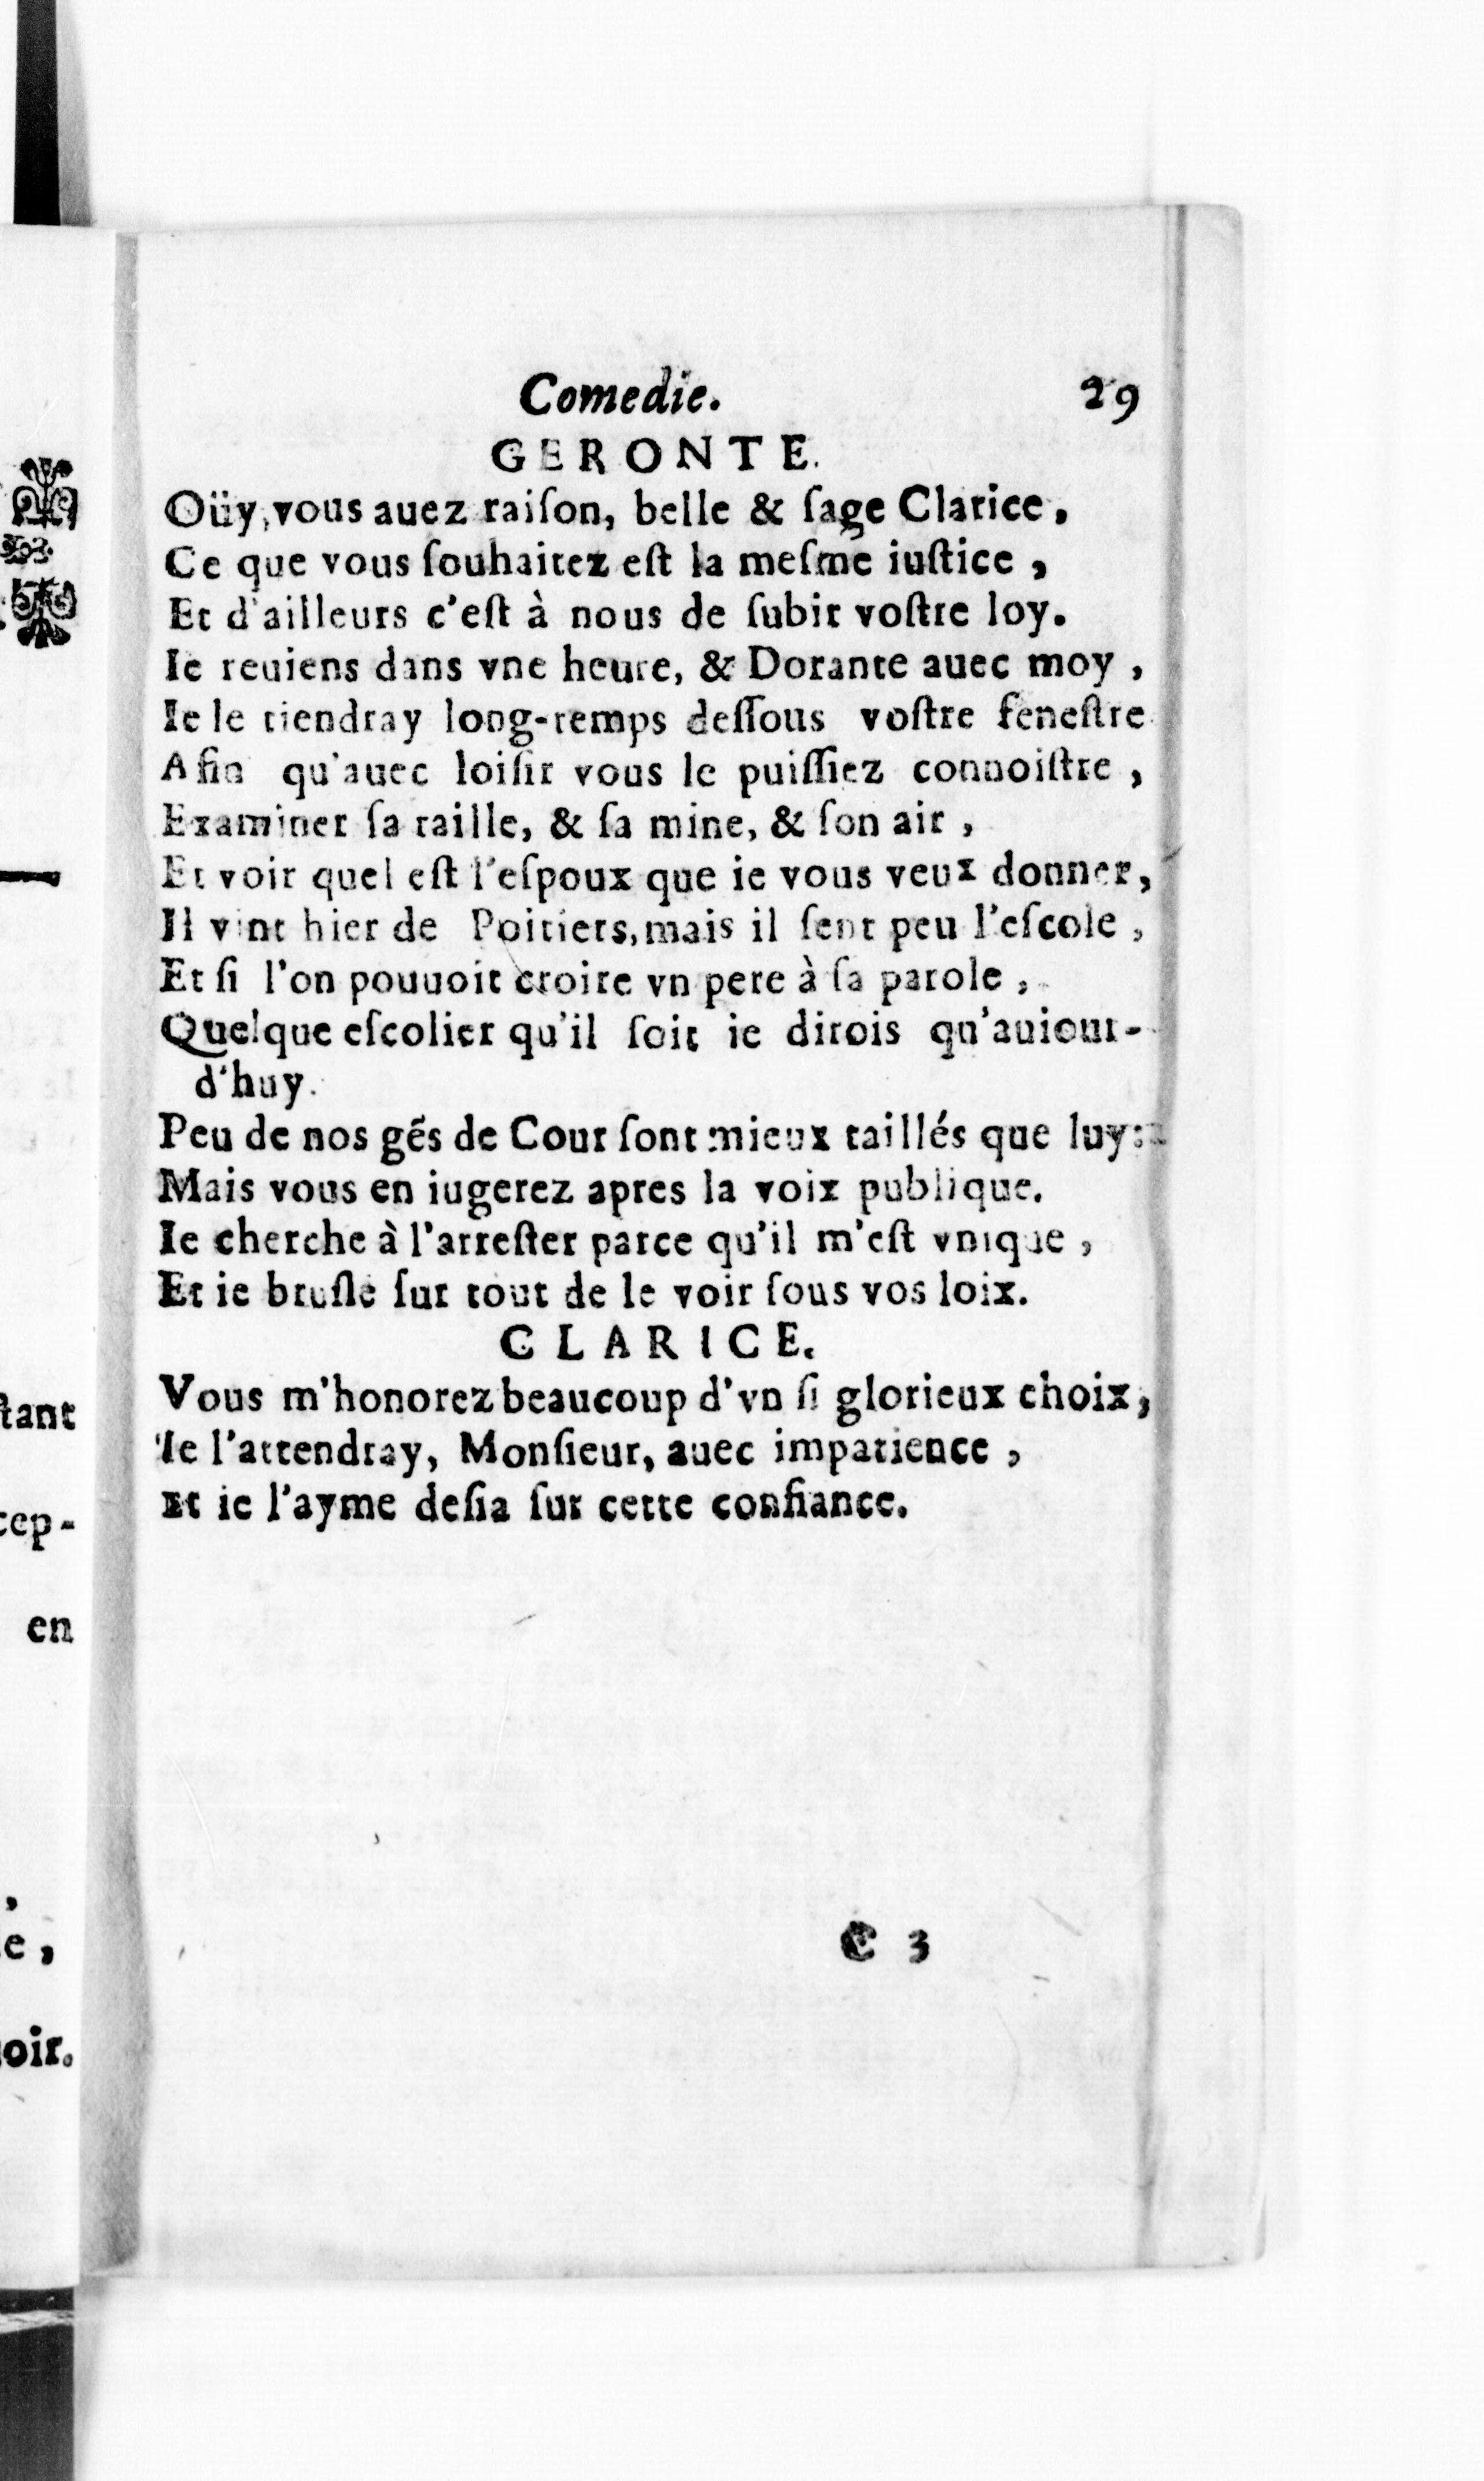 Comedie. 29
GERONTE.
Oüy, vous auez raiſon, belle & ſage Clarice,
Ce que vous ſouhaitez eſt la meſme iuſtice,
Et d'ailleurs c'eſt à nous de ſubir voſtre loy.
Ie reuiens dans vne heure, & Dorante auec moy,
Ie le tiendray long-temps deſſous voſtre feneſtre
Afin qu'auec loiſir vous le puiſſiez connoiſtre,
Examiner ſa taille, & ſa mine, & ſon air,
Et voir quel eſt l'eſpoux que ie vous veux donner,
Il vint hier de Poitiers, mais il ſent peu l'eſcole,
Et ſi l'on pouuoit croire vn pere à ſa parole,
Quelque eſcolier qu'il ſoit ie dirois qu'auiour-
d'huy.
Peu de nos gẽs de Cour ſont mieux taillés que luy:
Mais vous en iugerez apres la voix publique.
Ie cherche à l'arreſter parce qu'il m'eſt vnique,
Et ie bruſle ſur tout de le voir ſous vos loix.
CLARICE.
Vous m'honorez beaucoup d'vn ſi glorieux choix,
Ie l'attendray, Monſieur, auec impatience,
Et ie l'ayme deſia ſur cette confiance.
C 3
ſtant
cep-
en
,
e,
oir.